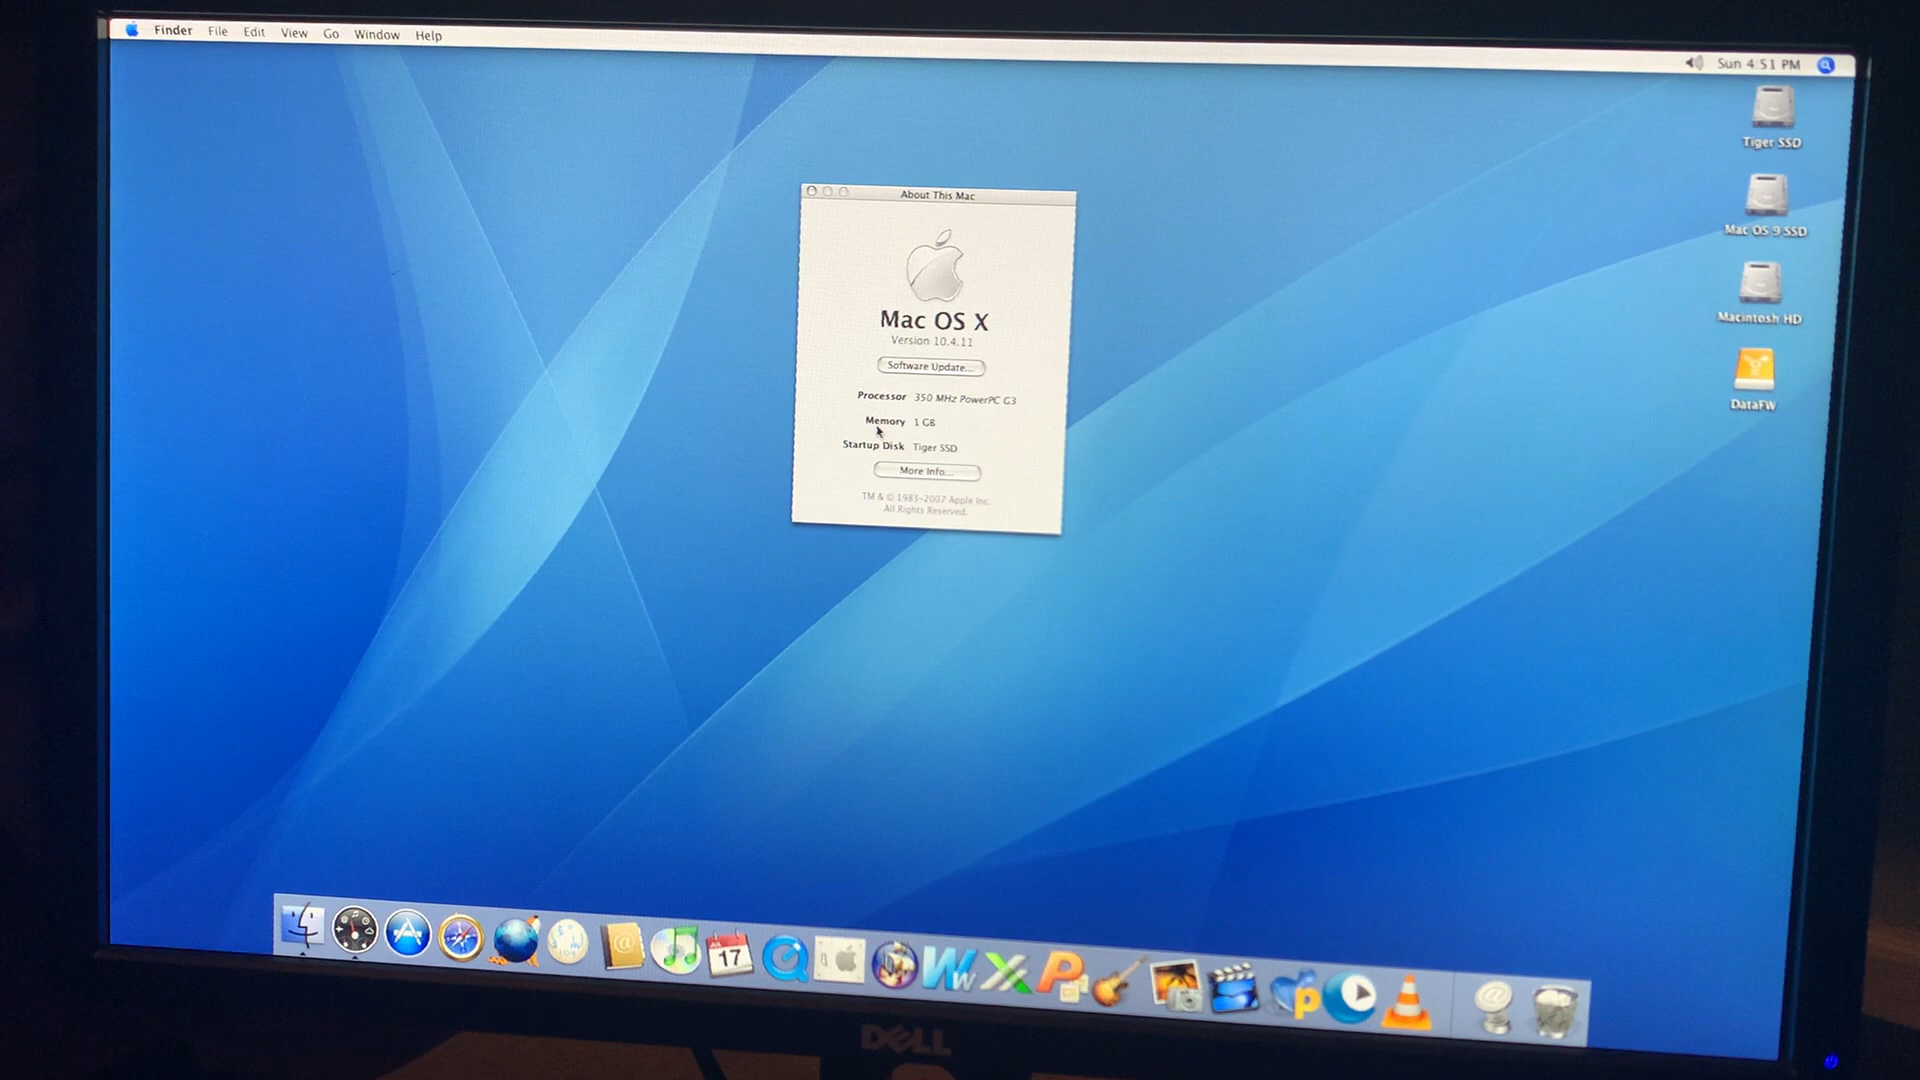 Finder File Edit View Go Window Help
Sun 4:51 PM
Tiger SSD
Mac OS 9 SSD
Macintosh HD
DataFW
About This Mac
Mac OS X
Version 10.4.11
Software Update...
Processor 350 MHz PowerPC G3
Memory 1 GB
Startup Disk Tiger SSD
More Info...
TM & © 1983-2007 Apple Inc.
All Rights Reserved.
17
DELL